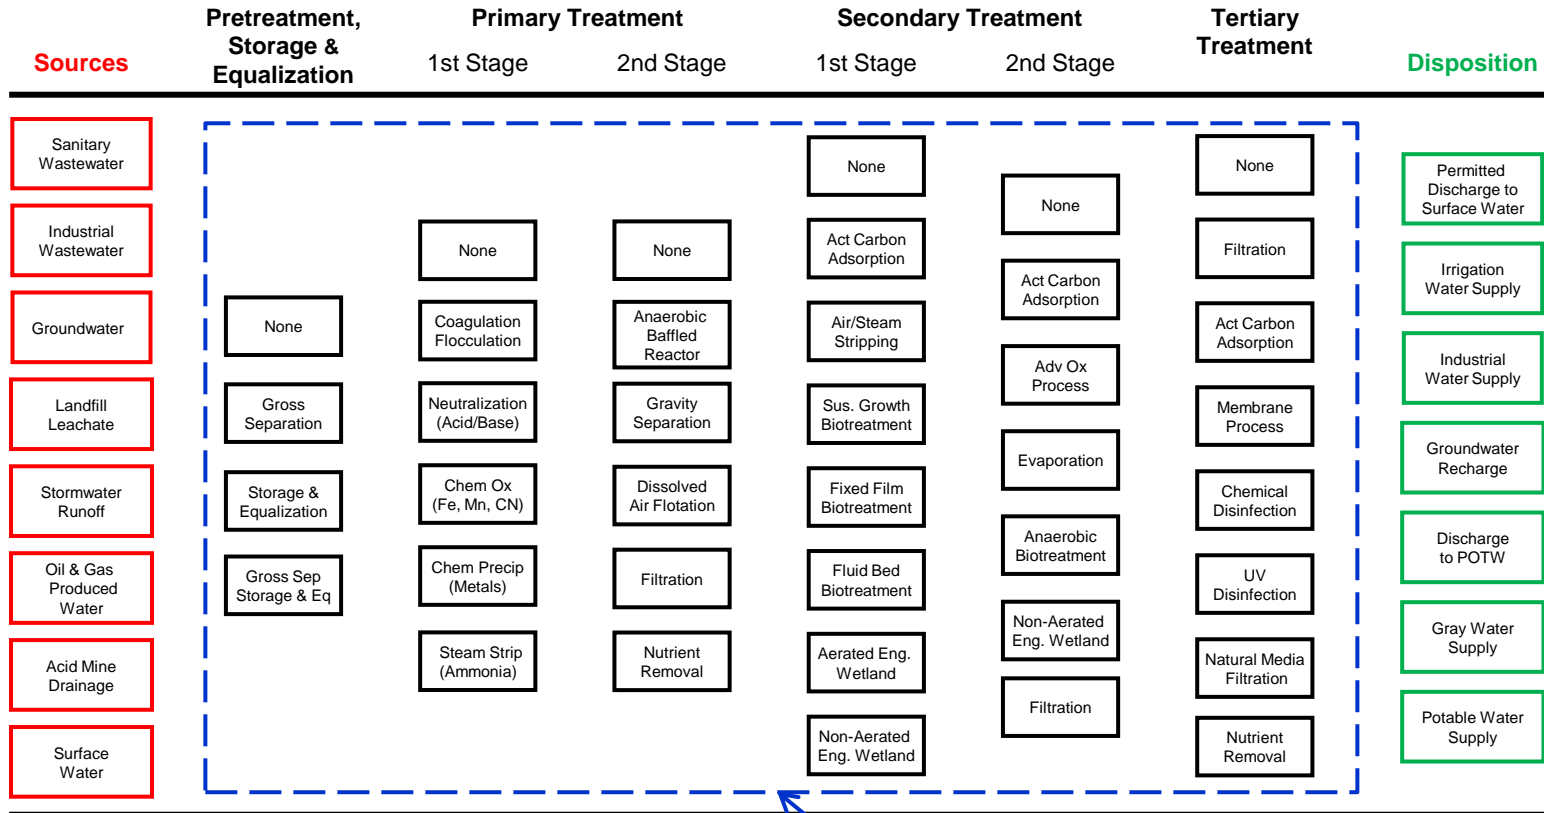 Pretreatment,
Storage &
Equalization
Primary Treatment
Secondary Treatment
Tertiary
Treatment
Sources
1st Stage
2nd Stage
1st Stage
2nd Stage
Disposition
Sanitary
Wastewater
Industrial
Wastewater
Groundwater
Landfill
Leachate
Stormwater
Runoff
Oil & Gas
Produced
Water
Acid Mine
Drainage
Surface
Water
None
Gross
Separation
Storage &
Equalization
Gross Sep
Storage & Eq
None
Coagulation
Flocculation
Neutralization
(Acid/Base)
Chem Ox
(Fe, Mn, CN)
Chem Precip
(Metals)
Steam Strip
(Ammonia)
None
Anaerobic
Baffled
Reactor
Gravity
Separation
Dissolved
Air Flotation
Filtration
Nutrient
Removal
None
Act Carbon
Adsorption
Air/Steam
Stripping
Sus. Growth
Biotreatment
Fixed Film
Biotreatment
Fluid Bed
Biotreatment
Aerated Eng.
Wetland
Non-Aerated
Eng. Wetland
None
Act Carbon
Adsorption
Adv Ox
Process
Evaporation
Anaerobic
Biotreatment
Non-Aerated
Eng. Wetland
Filtration
None
Filtration
Act Carbon
Adsorption
Membrane
Process
Chemical
Disinfection
UV
Disinfection
Natural Media
Filtration
Nutrient
Removal
Permitted
Discharge to
Surface Water
Irrigation
Water Supply
Industrial
Water Supply
Groundwater
Recharge
Discharge
to POTW
Gray Water
Supply
Potable Water
Supply